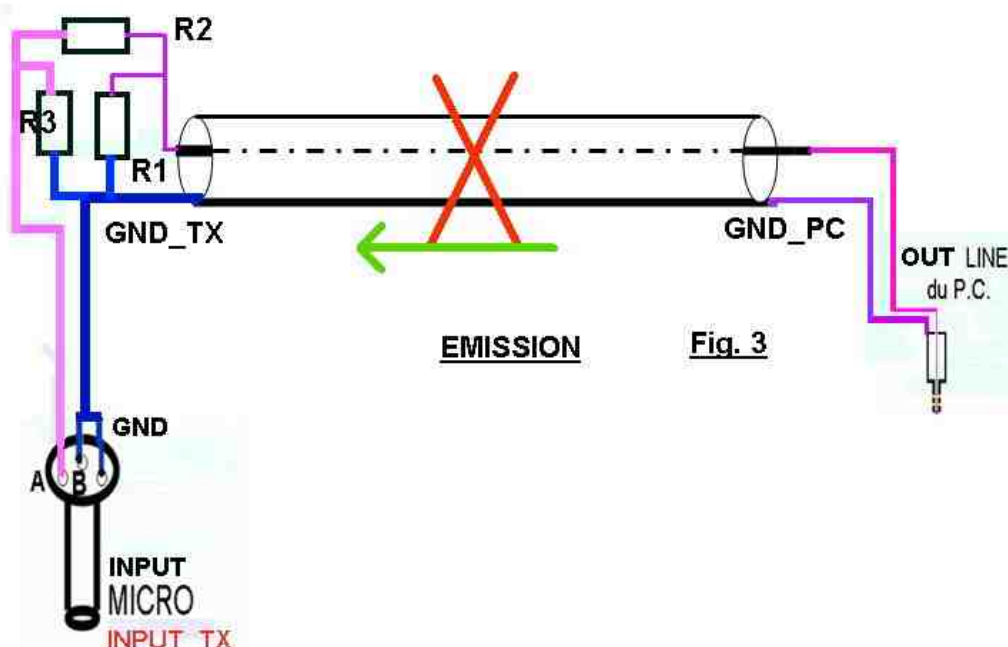 R2
R3
R1
GND_TX
GND_PC
OUT LINE
du P.C.
EMISSION
Fig. 3
GND
A
B
INPUT
MICRO
INPUT_TX